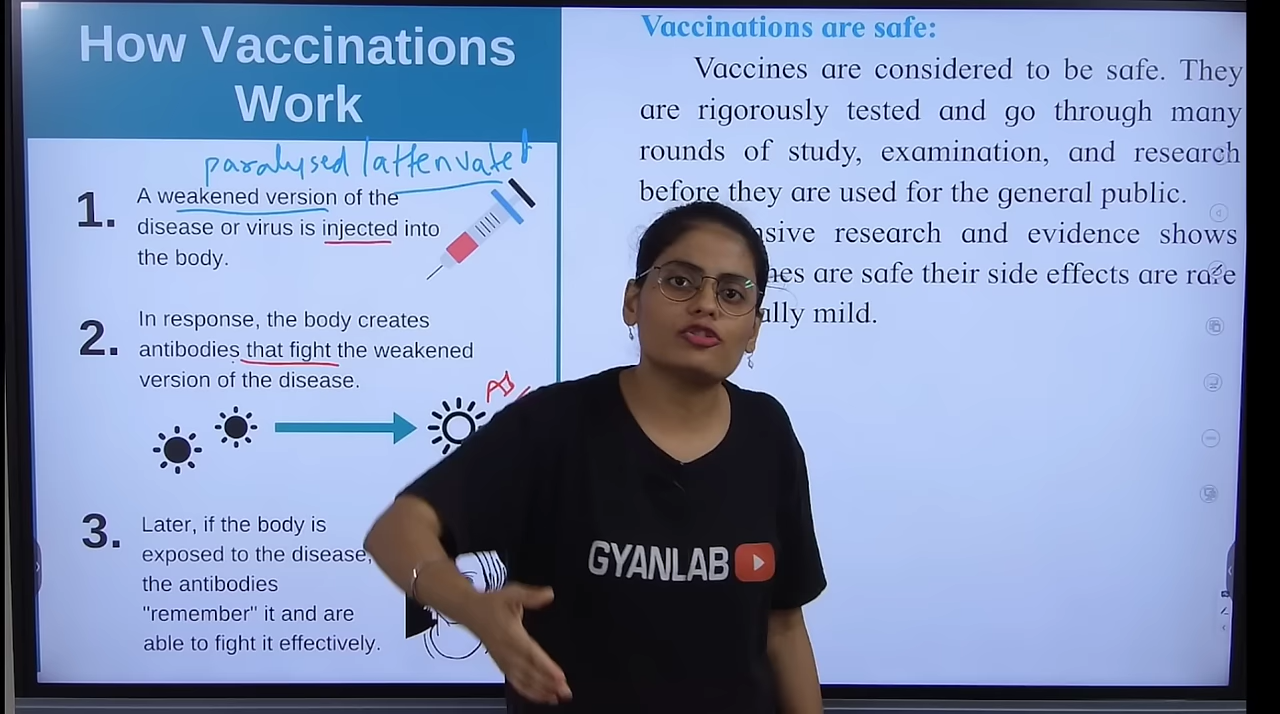 How Vaccinations
Work
paralysed / attenuated
1.
A weakened version of the
disease or virus is injected into
the body.
2.
In response, the body creates
antibodies that fight the weakened
version of the disease.
3.
Later, if the body is
exposed to the disease,
the antibodies
"remember" it and are
able to fight it effectively.
Vaccinations are safe:
Vaccines are considered to be safe. They
are rigorously tested and go through many
rounds of study, examination, and research
before they are used for the general public.
nsive research and evidence shows
nes are safe their side effects are rare
ally mild.
GYANLAB